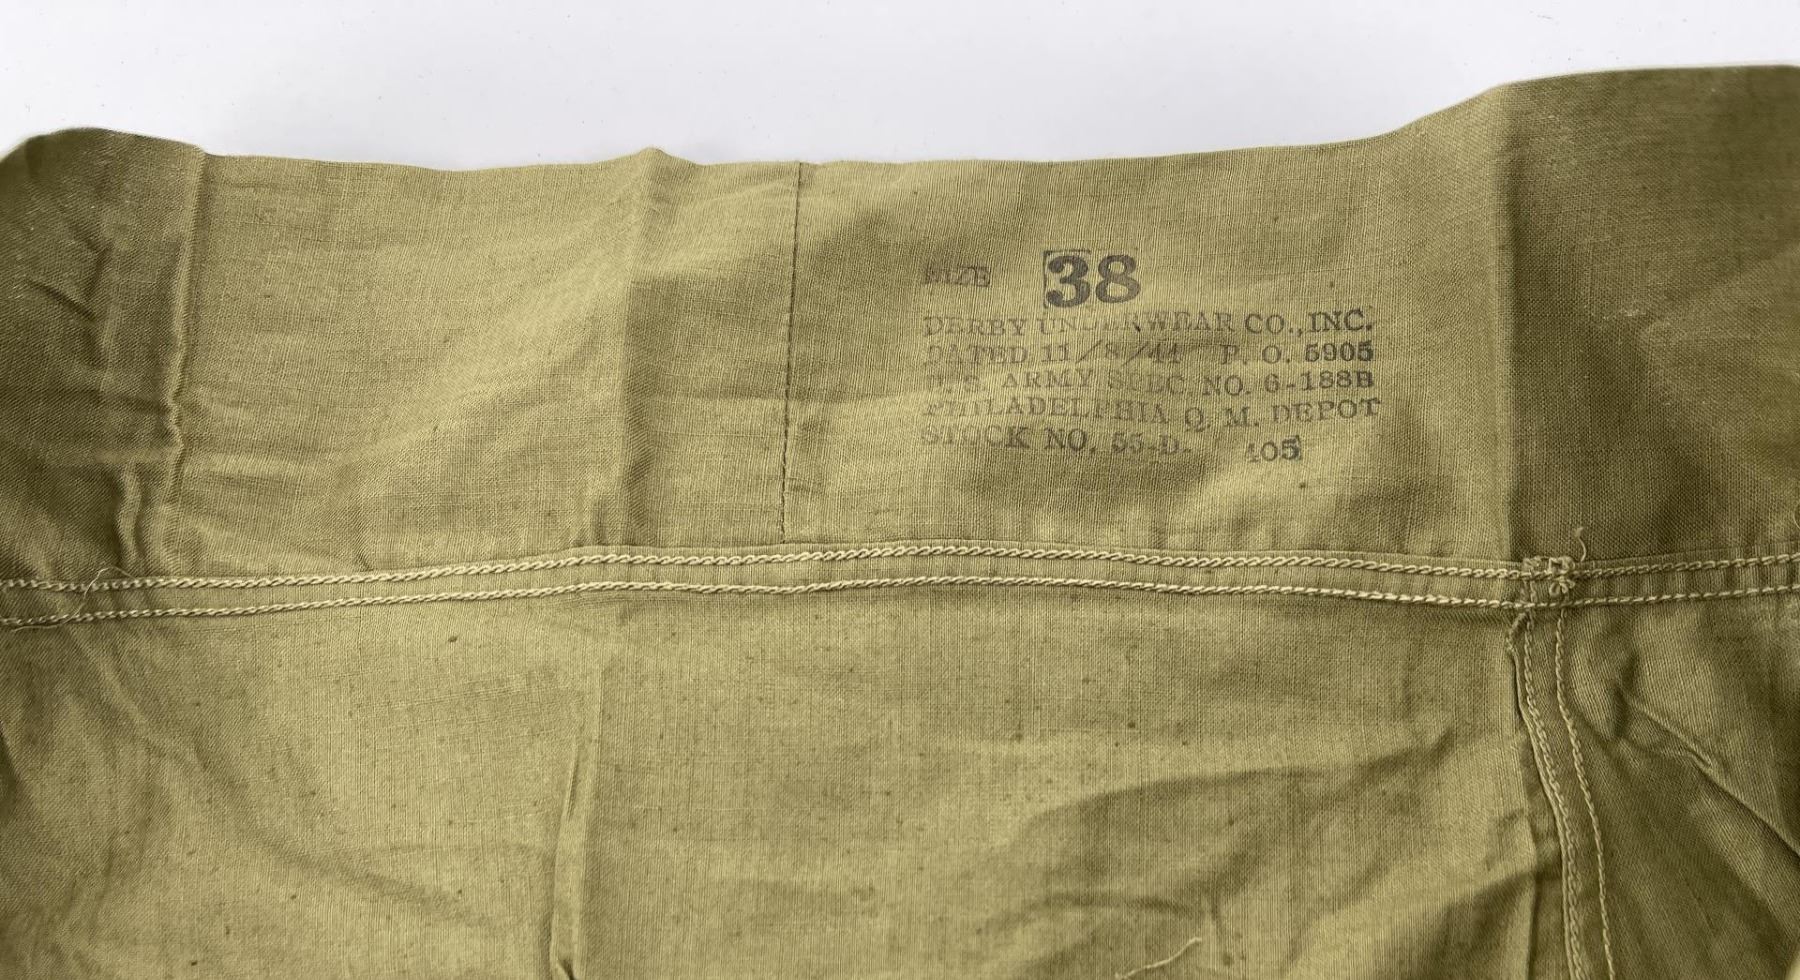 SIZE 38
DERBY UNDERWEAR CO., INC.
DATED 11/8/44 P. O. 5905
U.S. ARMY SPEC. NO. 6-188B
PHILADELPHIA Q. M. DEPOT
STOCK NO. 55-D. 405